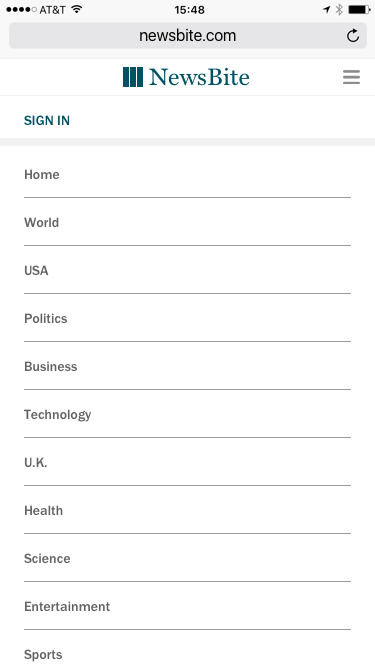 AT&T 15:48
newsbite.com
NewsBite
SIGN IN
Home
World
USA
Politics
Business
Technology
U.K.
Health
Science
Entertainment
Sports